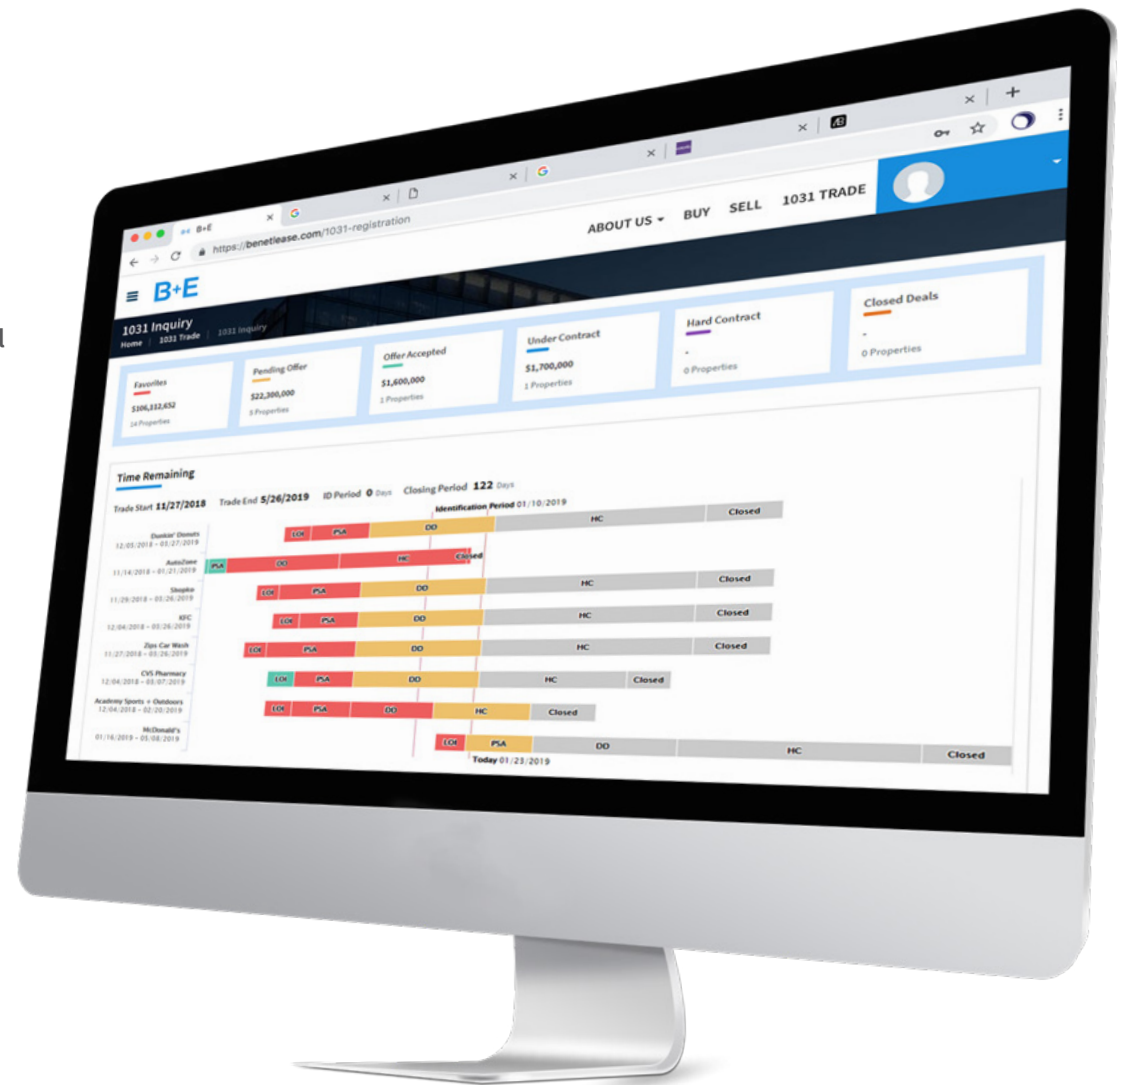 l
B+E
https://benetlease.com/1031-registration
B+E
ABOUT US BUY SELL 1031 TRADE
1031 Inquiry
Home | 1031 Trade | 1031 Inquiry
Favorites
$106,112,652
14 Properties
Pending Offer
$22,300,000
5 Properties
Offer Accepted
$1,600,000
1 Properties
Under Contract
$1,700,000
1 Properties
Hard Contract
-
0 Properties
Closed Deals
-
0 Properties
Time Remaining
Trade Start 11/27/2018 Trade End 5/26/2019 ID Period 0 Days Closing Period 122 Days
Identification Period 01/10/2019
Dunkin' Donuts LOI PSA DD HC Closed
12/05/2018 - 03/27/2019
AutoZone PSA DD HC Closed
11/14/2018 - 01/21/2019
Shopko LOI PSA DD HC Closed
11/29/2018 - 03/26/2019
KFC LOI PSA DD HC Closed
12/04/2018 - 03/26/2019
Zips Car Wash LOI PSA DD HC Closed
11/27/2018 - 03/26/2019
CVS Pharmacy LOI PSA DD HC Closed
12/04/2018 - 03/07/2019
Academy Sports + Outdoors LOI PSA DD HC Closed
12/04/2018 - 02/20/2019
McDonald's LOI PSA DD HC Closed
01/16/2019 - 05/08/2019
Today 01/23/2019